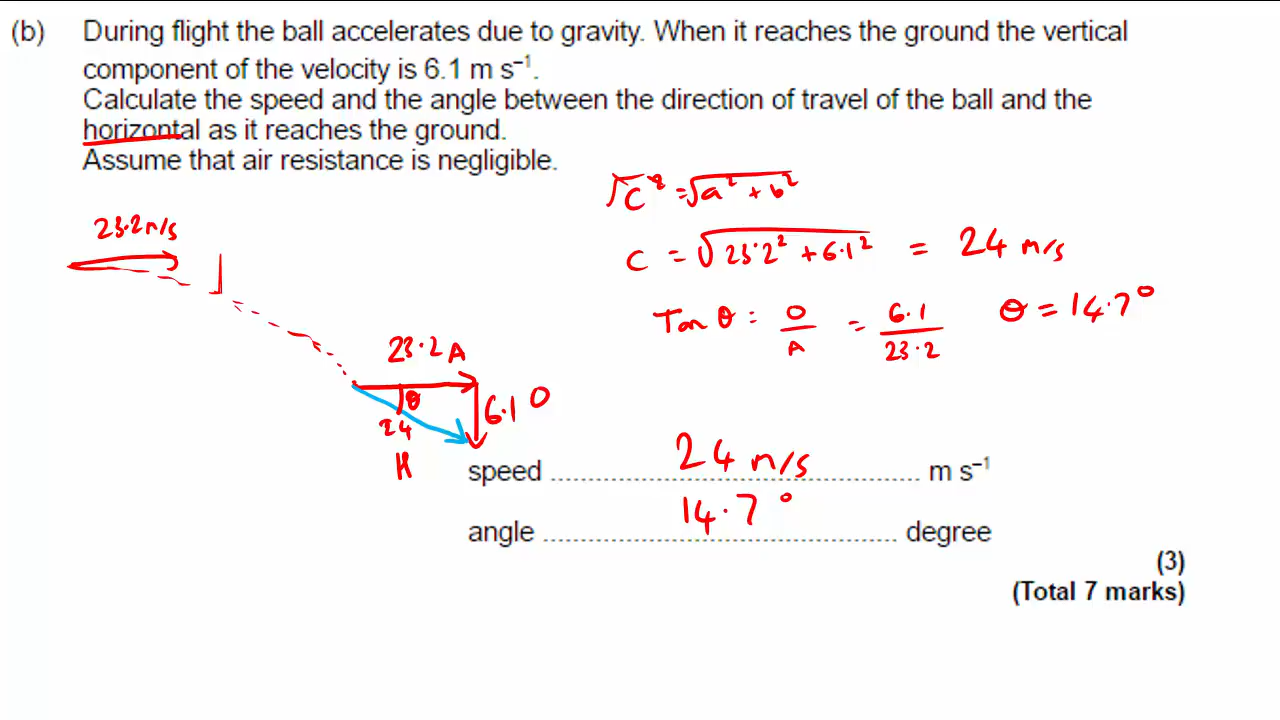 (b) During flight the ball accelerates due to gravity. When it reaches the ground the vertical
component of the velocity is 6.1 m s⁻¹.
Calculate the speed and the angle between the direction of travel of the ball and the
horizontal as it reaches the ground.
Assume that air resistance is negligible.
√C² = √a² + b²
23.2 m/s
C = √23.2² + 6.1² = 24 m/s
Tan θ = O/A = 6.1/23.2 θ = 14.7°
23.2 A
θ
6.1 O
24
H
speed 24 m/s m s⁻¹
angle 14.7° degree
(3)
(Total 7 marks)